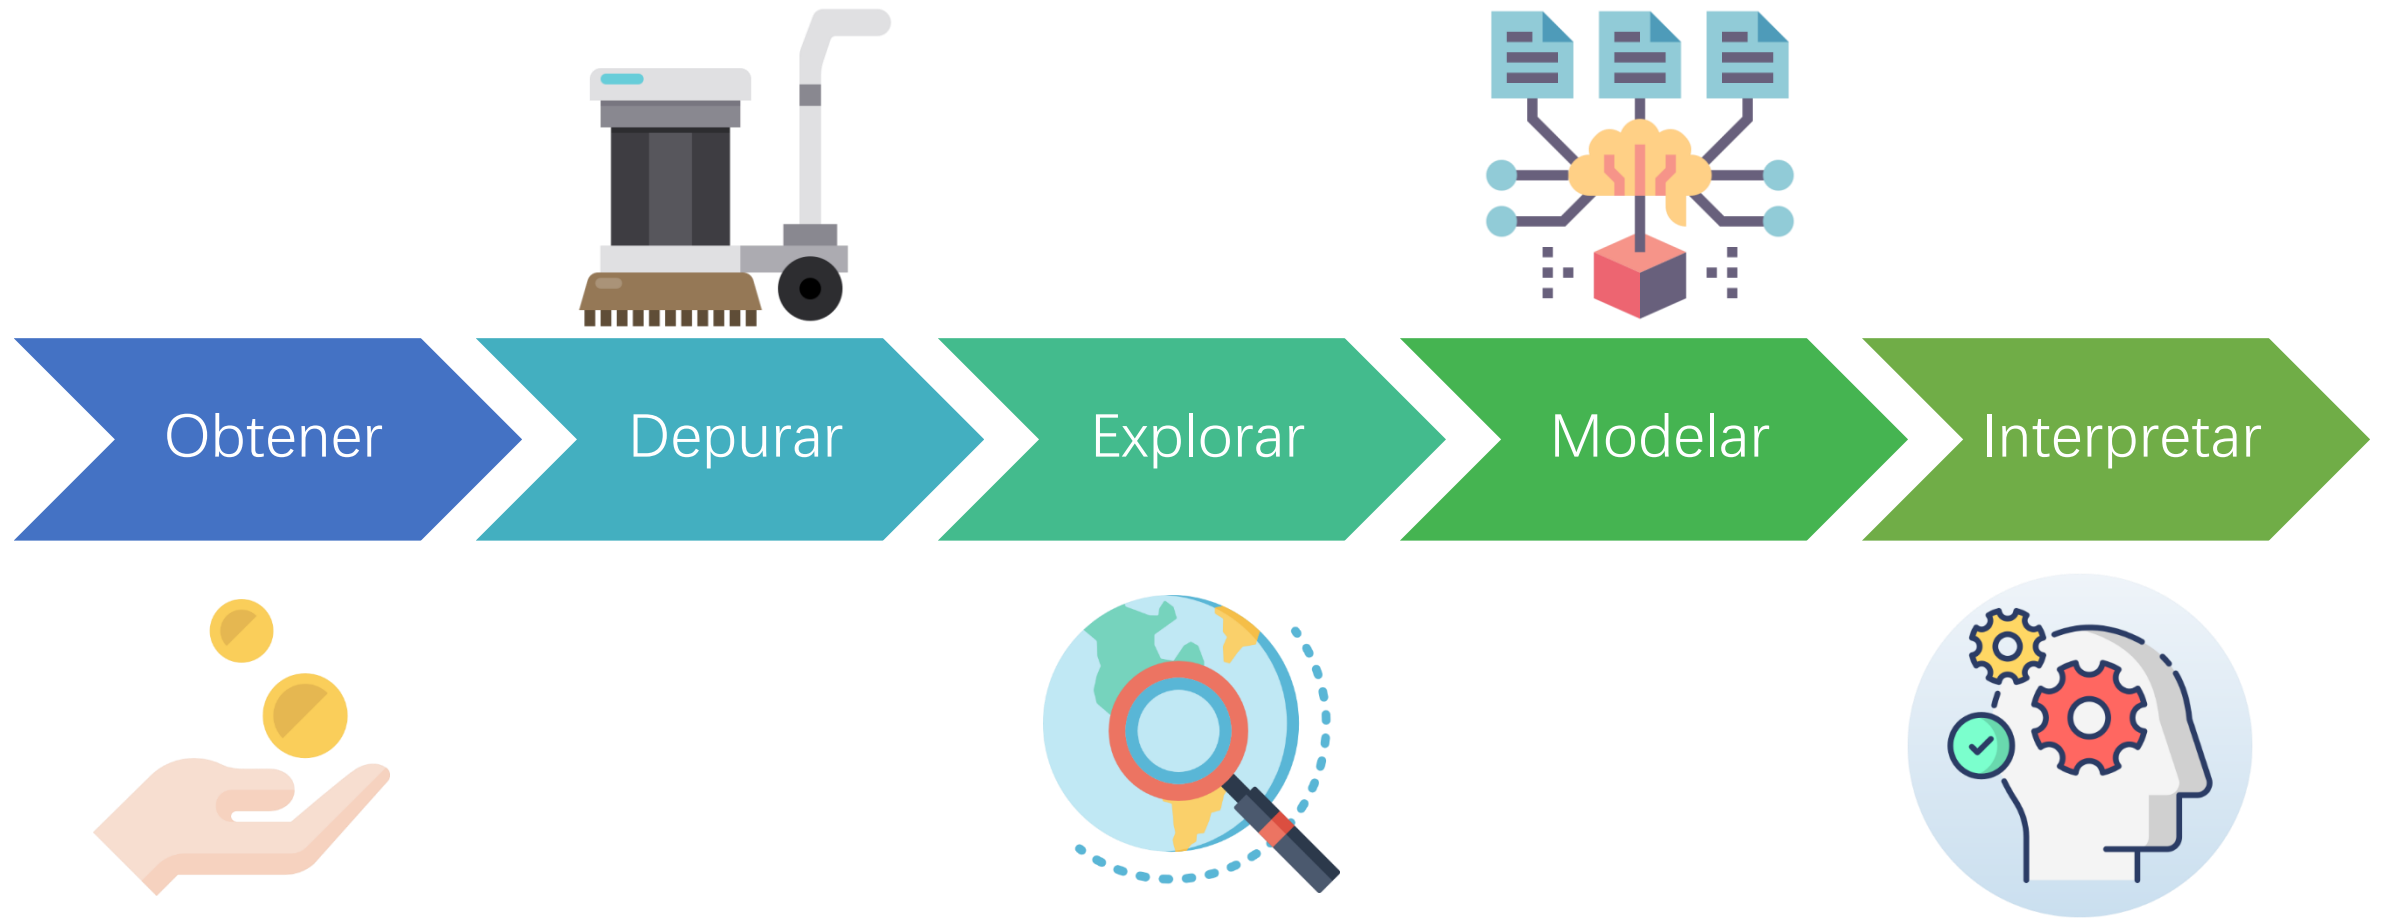 Obtener
Depurar
Explorar
Modelar
Interpretar